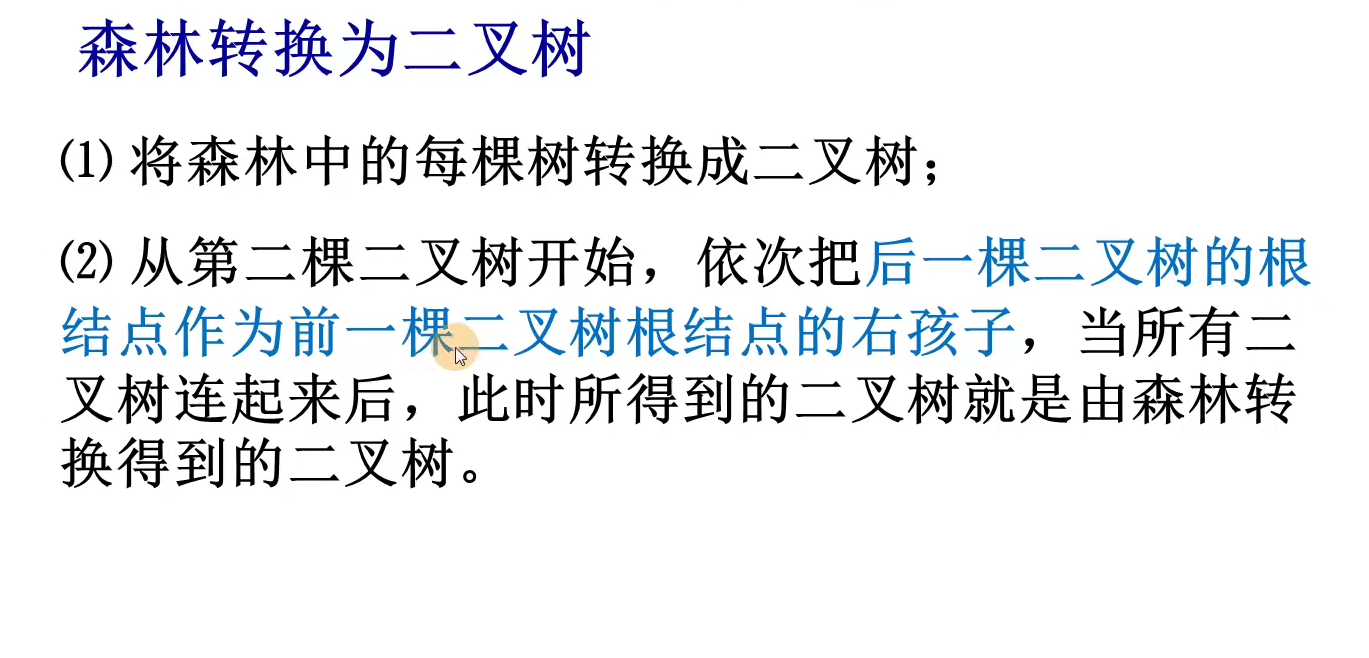 森林转换为二叉树
⑴ 将森林中的每棵树转换成二叉树；
⑵ 从第二棵二叉树开始，依次把后一棵二叉树的根
结点作为前一棵二叉树根结点的右孩子，当所有二
叉树连起来后，此时所得到的二叉树就是由森林转
换得到的二叉树。